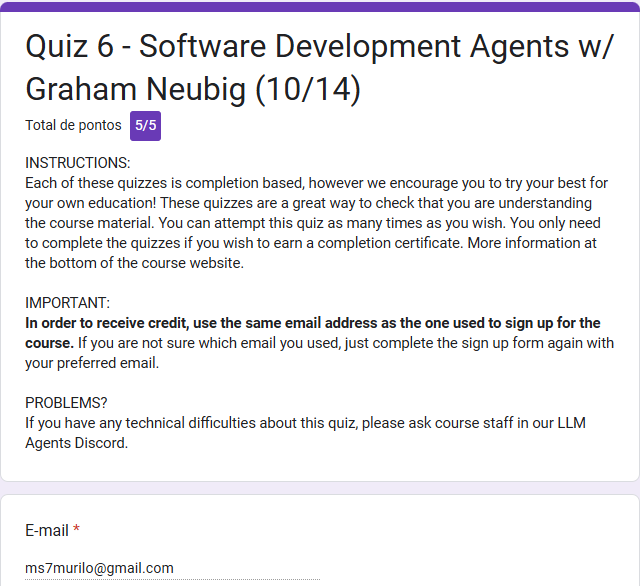 Quiz 6 - Software Development Agents w/
Graham Neubig (10/14)
Total de pontos 5/5
INSTRUCTIONS:
Each of these quizzes is completion based, however we encourage you to try your best for
your own education! These quizzes are a great way to check that you are understanding
the course material. You can attempt this quiz as many times as you wish. You only need
to complete the quizzes if you wish to earn a completion certificate. More information at
the bottom of the course website.
IMPORTANT:
In order to receive credit, use the same email address as the one used to sign up for the
course. If you are not sure which email you used, just complete the sign up form again with
your preferred email.
PROBLEMS?
If you have any technical difficulties about this quiz, please ask course staff in our LLM
Agents Discord.
E-mail *
ms7murilo@gmail.com